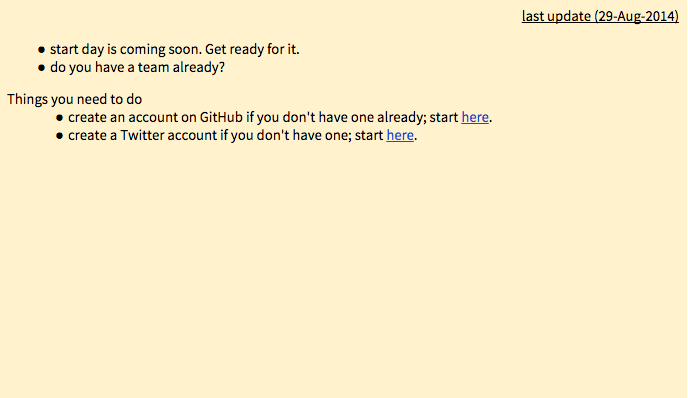 last update (29-Aug-2014)
● start day is coming soon. Get ready for it.
● do you have a team already?
Things you need to do
● create an account on GitHub if you don't have one already; start here.
● create a Twitter account if you don't have one; start here.